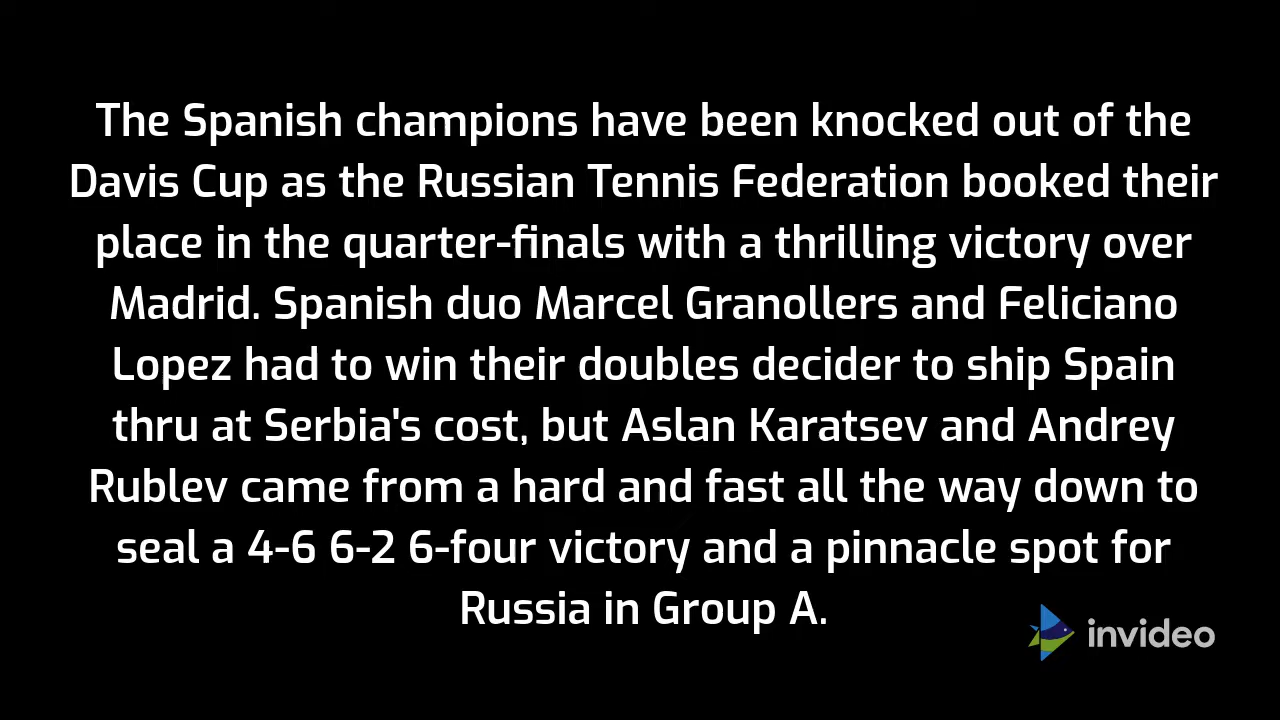 The Spanish champions have been knocked out of the
Davis Cup as the Russian Tennis Federation booked their
place in the quarter-finals with a thrilling victory over
Madrid. Spanish duo Marcel Granollers and Feliciano
Lopez had to win their doubles decider to ship Spain
thru at Serbia's cost, but Aslan Karatsev and Andrey
Rublev came from a hard and fast all the way down to
seal a 4-6 6-2 6-four victory and a pinnacle spot for
Russia in Group A.
invideo